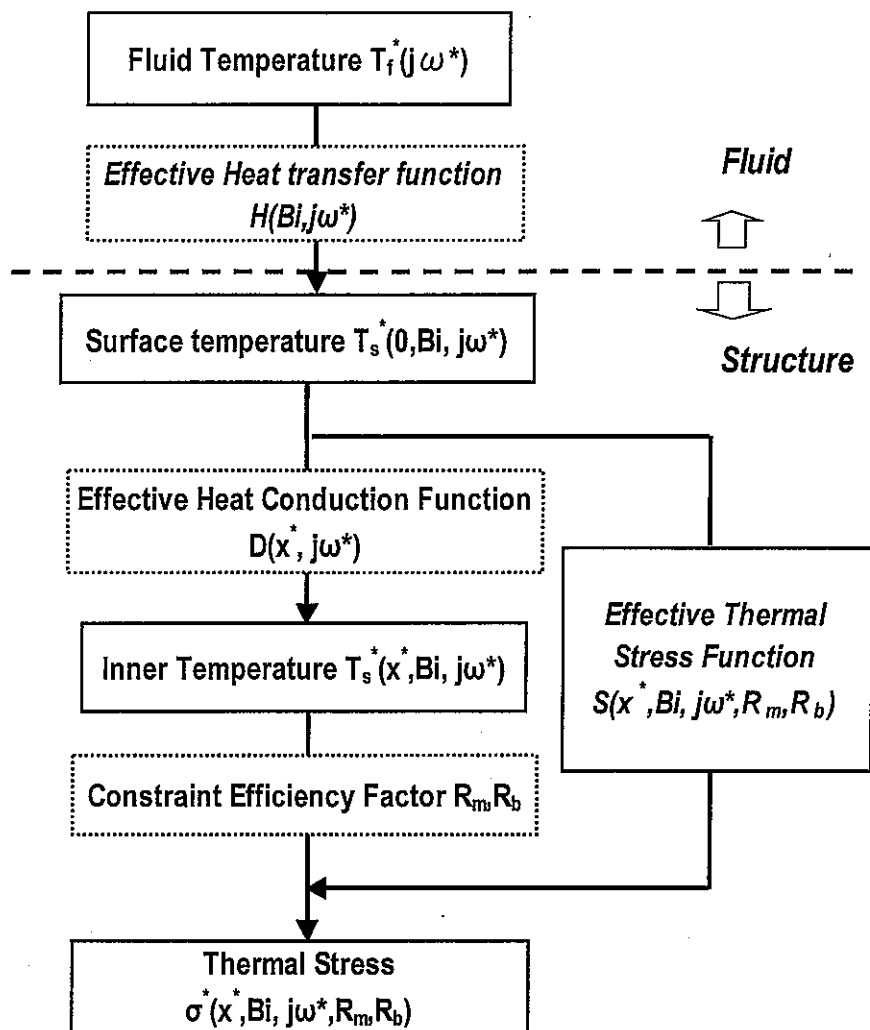 Fluid Temperature T_f^*(jω*)
Effective Heat transfer function
H(Bi,jω*)
Fluid
Surface temperature T_s^*(0,Bi, jω*)
Structure
Effective Heat Conduction Function
D(x^*, jω*)
Inner Temperature T_s^*(x^*,Bi, jω*)
Effective Thermal
Stress Function
S(x^*,Bi, jω*,R_m,R_b)
Constraint Efficiency Factor R_m,R_b
Thermal Stress
σ^*(x^*,Bi, jω*,R_m,R_b)